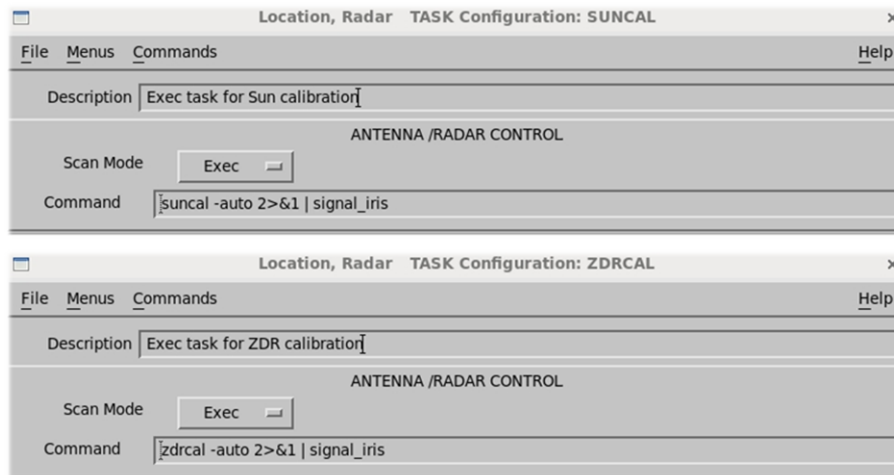 Location, Radar TASK Configuration: SUNCAL
File Menus Commands Help
Description Exec task for Sun calibration
ANTENNA /RADAR CONTROL
Scan Mode Exec
Command suncal -auto 2>&1 | signal_iris
Location, Radar TASK Configuration: ZDRCAL
File Menus Commands Help
Description Exec task for ZDR calibration
ANTENNA /RADAR CONTROL
Scan Mode Exec
Command zdrcal -auto 2>&1 | signal_iris